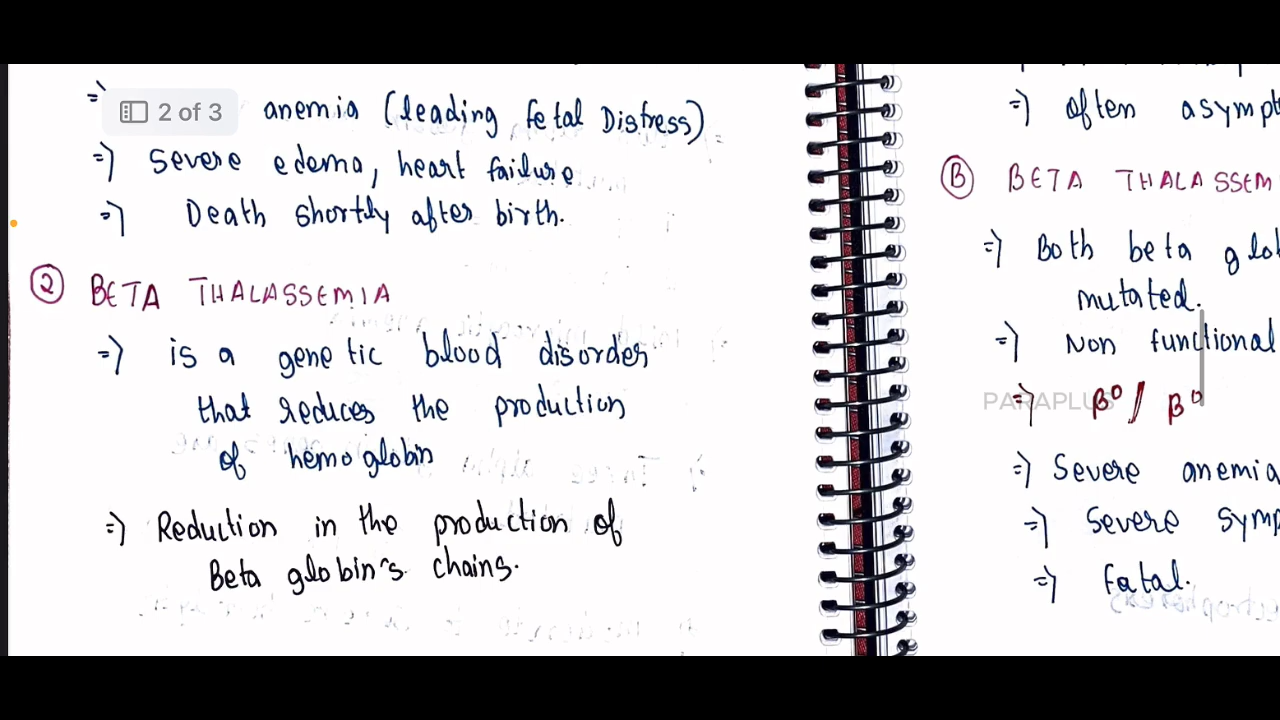 =)
2 of 3
anemia (leading fetal Distress)
=) Severe edema, heart failure
=) Death shortly after birth.
② BETA THALASSEMIA
=) is a genetic blood disorder
that reduces the production
of hemoglobin
=) Reduction in the production of
Beta globin's chains.
=) often asympt
Ⓑ BETA THALASSEM
=) Both beta glob
mutated.
=) Non functional
PARAPLUS
=) β⁰/ β⁰
=) Severe anemia
=) Severe symp
=) Fatal.